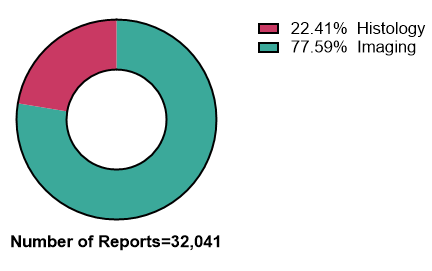 22.41% Histology
77.59% Imaging
Number of Reports=32,041